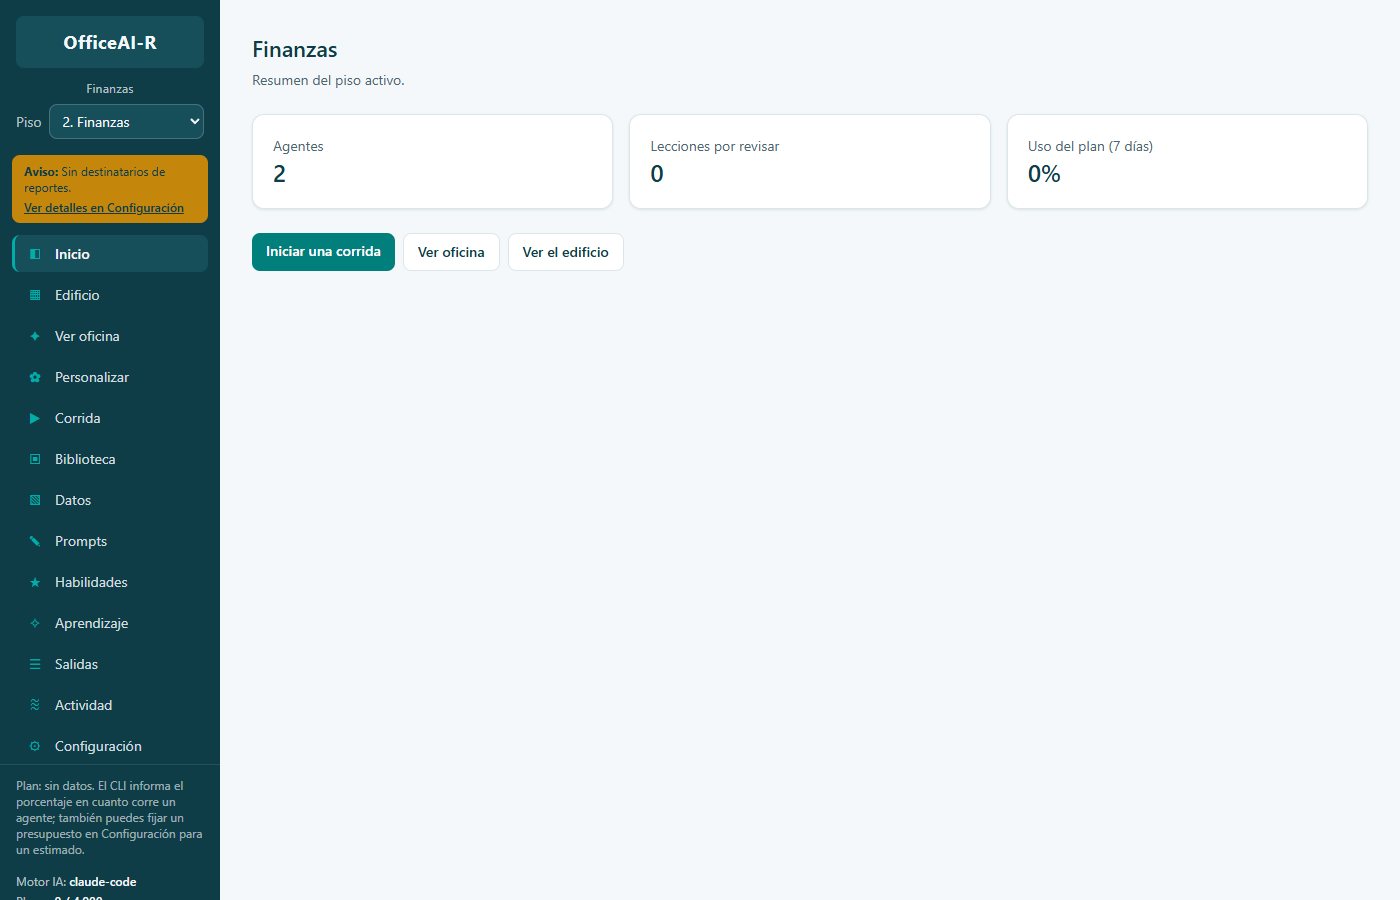 OfficeAI-R
Finanzas
Piso 2. Finanzas
Aviso: Sin destinatarios de
reportes.
Ver detalles en Configuración
Inicio
Edificio
Ver oficina
Personalizar
Corrida
Biblioteca
Datos
Prompts
Habilidades
Aprendizaje
Salidas
Actividad
Configuración
Plan: sin datos. El CLI informa el
porcentaje en cuanto corre un
agente; también puedes fijar un
presupuesto en Configuración para
un estimado.
Motor IA: claude-code
Finanzas
Resumen del piso activo.
Agentes
2
Lecciones por revisar
0
Uso del plan (7 días)
0%
Iniciar una corrida
Ver oficina
Ver el edificio